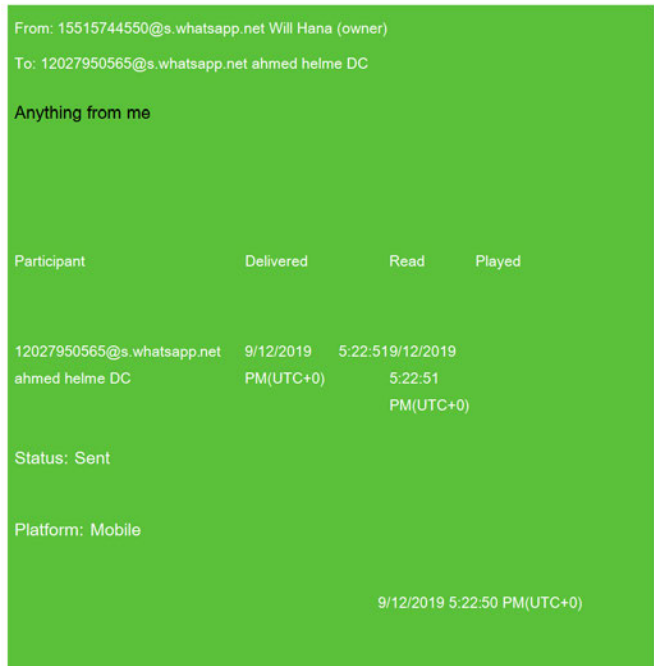 From: 15515744550@s.whatsapp.net Will Hana (owner)
To: 12027950565@s.whatsapp.net ahmed helme DC
Anything from me
Participant Delivered Read Played
12027950565@s.whatsapp.net 9/12/2019 5:22:519/12/2019
ahmed helme DC PM(UTC+0) 5:22:51
PM(UTC+0)
Status: Sent
Platform: Mobile
9/12/2019 5:22:50 PM(UTC+0)